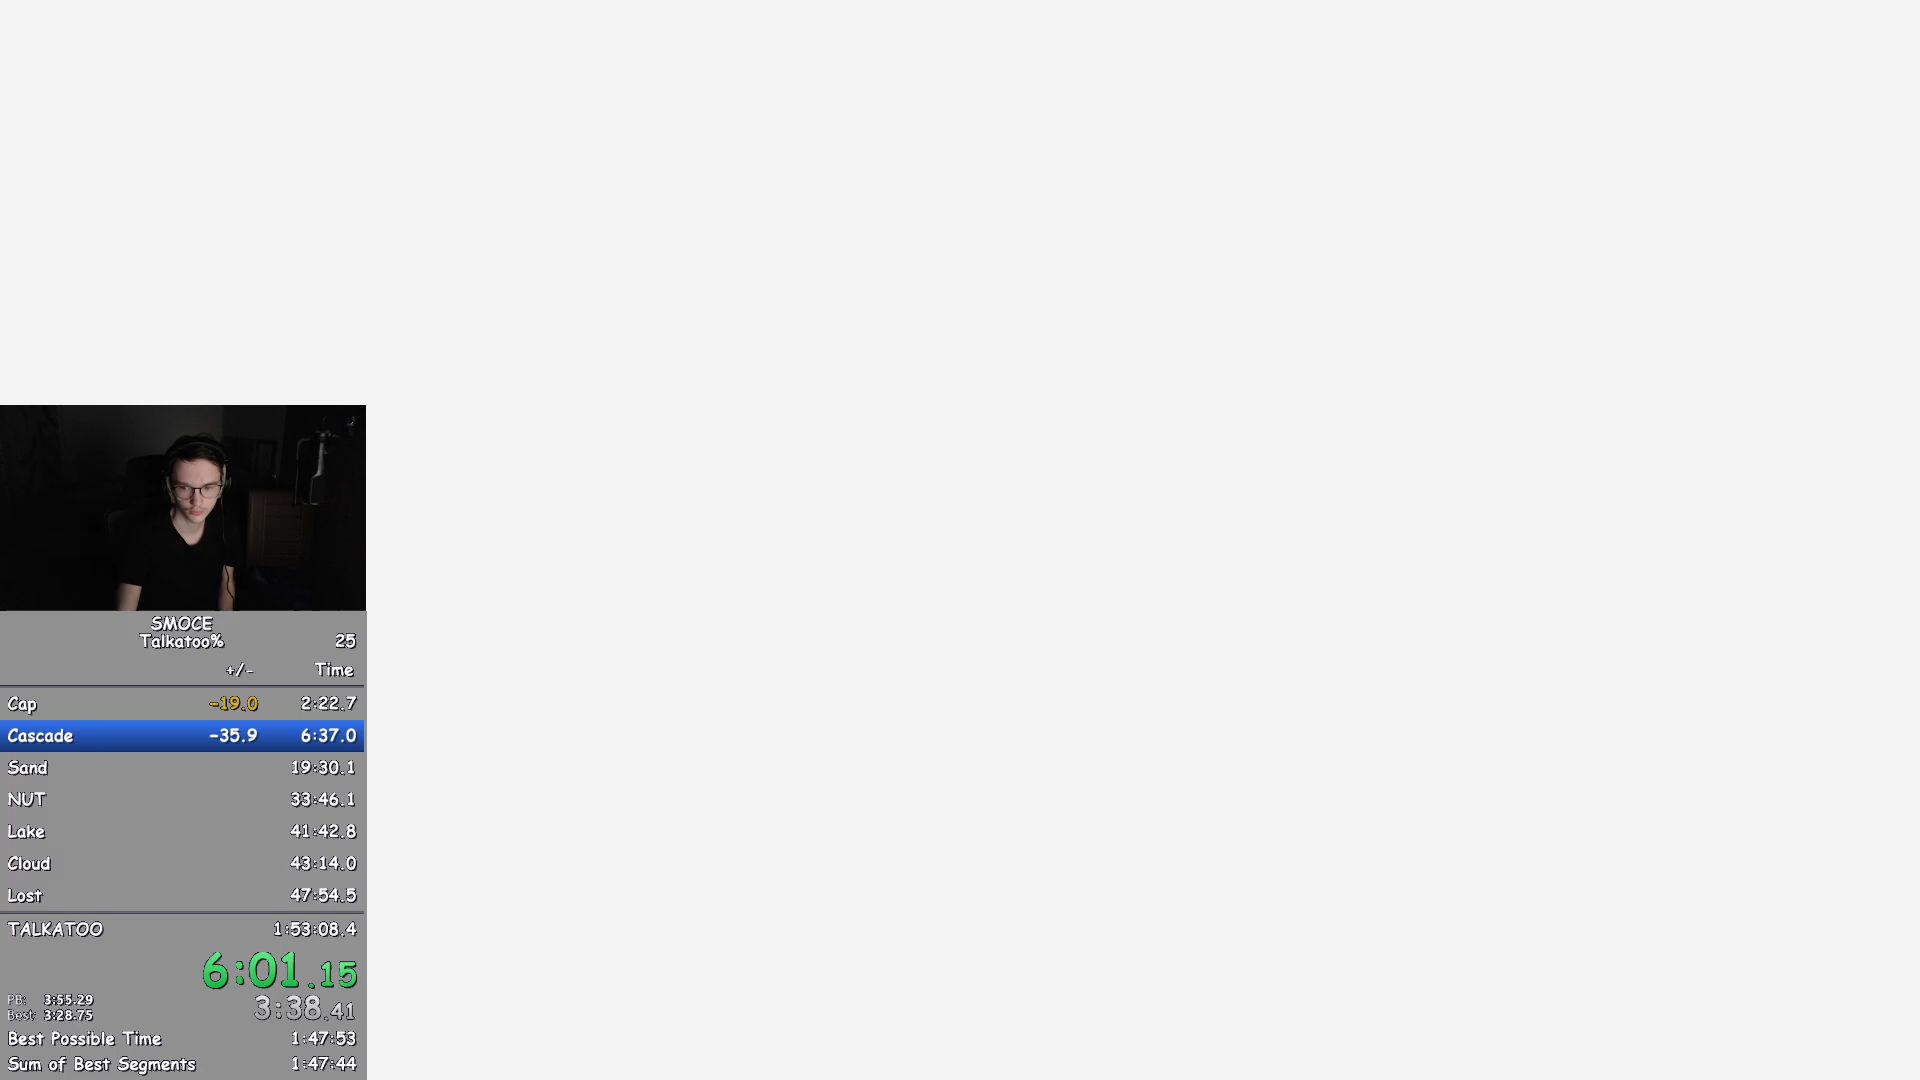 SMOCE
Talkatoo% 25
+/- Time
Cap -19.0 2:22.7
Cascade -35.9 6:37.0
Sand 19:30.1
NUT 33:46.1
Lake 41:42.8
Cloud 43:14.0
Lost 47:54.5
TALKATOO 1:53:08.4
6:01.15
PB: 3:55.29
Best: 3:28.75
3:38.41
Best Possible Time 1:47:53
Sum of Best Segments 1:47:44